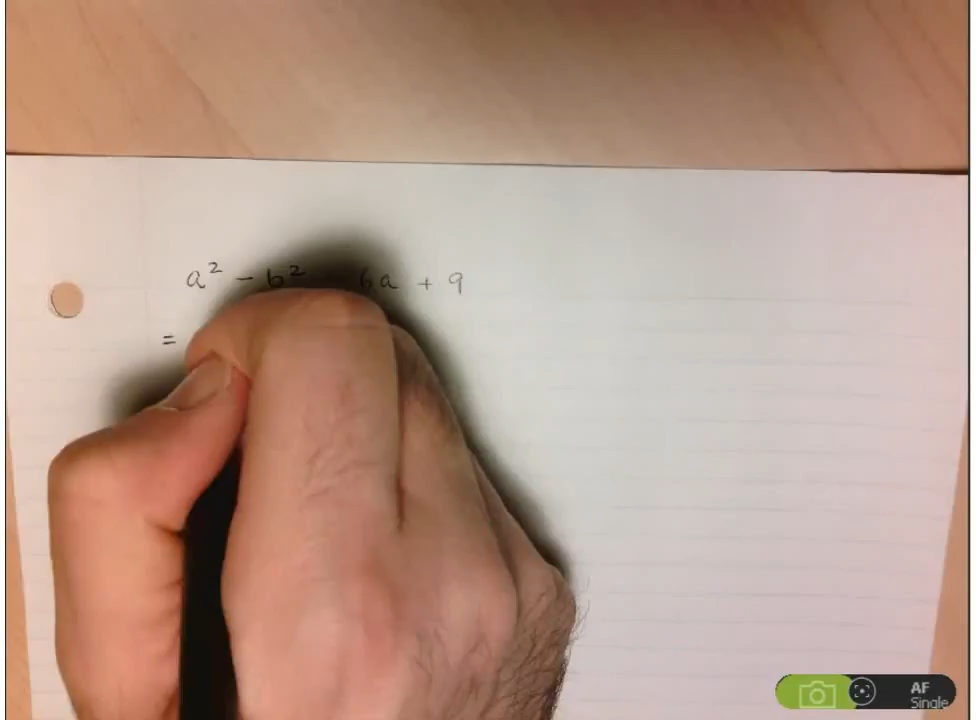 a² - b² - 6a + 9
=
AF
Single